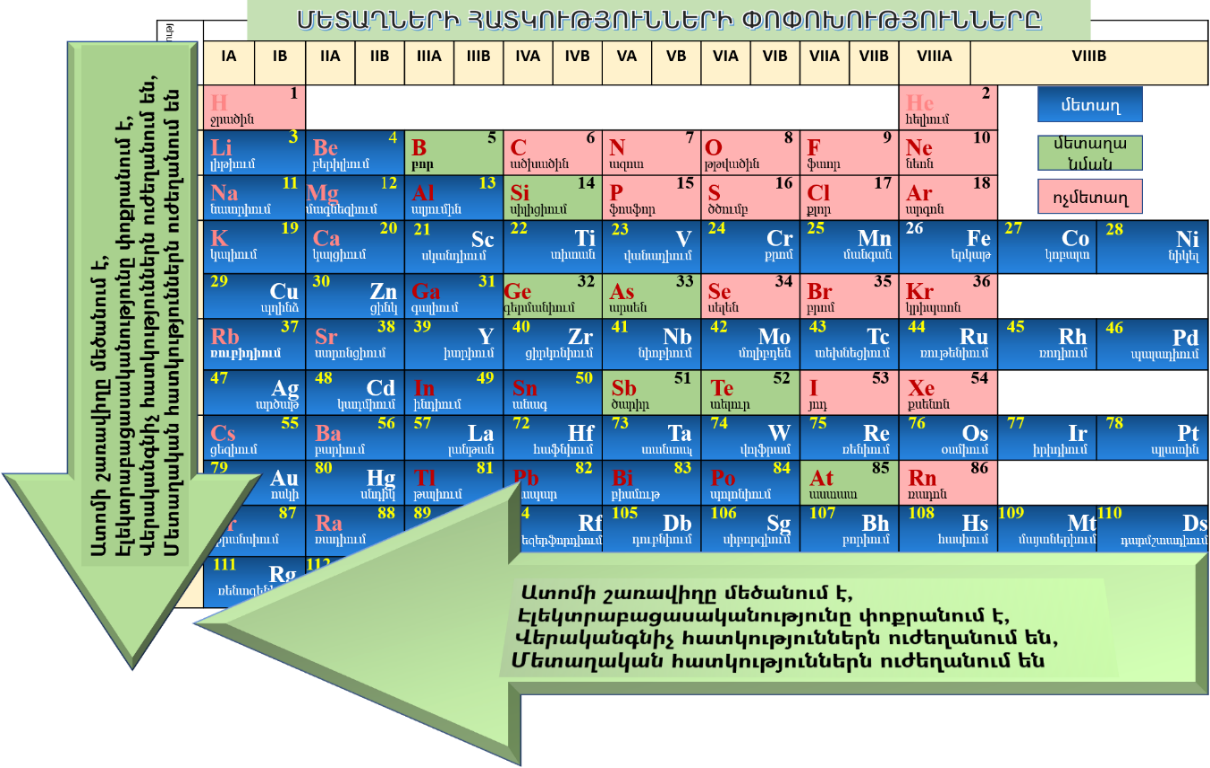 ՄԵՏԱՂՆԵՐԻ ՀԱՏԿՈՒԹՅՈՒՆՆԵՐԻ ՓՈՓՈԽՈՒԹՅՈՒՆՆԵՐԸ
IA IB IIA IIB IIIA IIIB IVA IVB VA VB VIA VIB VIIA VIIB VIIIA VIIIB
H 1 He 2
ջրածին հելիում
մետաղ
Li 3 Be 4 B 5 C 6 N 7 O 8 F 9 Ne 10
լիթիում բերիլիում բոր ածխածին ազոտ թթվածին ֆտոր նեոն
մետաղա
նման
Na 11 Mg 12 Al 13 Si 14 P 15 S 16 Cl 17 Ar 18
նատրիում մագնեզիում ալյումին սիլիցիում ֆոսֆոր ծծումբ քլոր արգոն
ոչմետաղ
K 19 Ca 20 21 Sc 22 Ti 23 V 24 Cr 25 Mn 26 Fe 27 Co 28 Ni
կալիում կալցիում սկանդիում տիտան վանադիում քրոմ մանգան երկաթ կոբալտ նիկել
29 Cu 30 Zn Ga 31 Ge 32 As 33 Se 34 Br 35 Kr 36
պղինձ ցինկ գալիում գերմանիում արսեն սելեն բրոմ կրիպտոն
Rb 37 Sr 38 39 Y 40 Zr 41 Nb 42 Mo 43 Tc 44 Ru 45 Rh 46 Pd
ռուբիդիում ստրոնցիում իտրիում ցիրկոնիում նիոբիում մոլիբդեն տեխնեցիում ռութենիում ռոդիում պալադիում
47 Ag 48 Cd In 49 Sn 50 Sb 51 Te 52 I 53 Xe 54
արծաթ կադմիում ինդիում անագ ծարիր տելուր յոդ քսենոն
Cs 55 Ba 56 57 La 72 Hf 73 Ta 74 W 75 Re 76 Os 77 Ir 78 Pt
ցեզիում բարիում լանթան հաֆնիում տանտալ վոլֆրամ ռենիում օսմիում իրիդիում պլատին
79 Au 80 Hg Tl 81 Pb 82 Bi 83 Po 84 At 85 Rn 86
ոսկի սնդիկ թալիում կապար բիսմութ պոլոնիում աստատ ռադոն
87 Ra 88 89 Rf 105 Db 106 Sg 107 Bh 108 Hs 109 Mt 110 Ds
ռադիում դուբնիում սիբորգիում բորիում հասիում մայտներիում դարմշտադիում
111 Rg 112
Ատոմի շառավիղը մեծանում է,
Էլեկտրաբացասականությունը փոքրանում է,
Վերականգնիչ հատկություններն ուժեղանում են,
Մետաղական հատկություններն ուժեղանում են
Ատոմի շառավիղը մեծանում է,
Էլեկտրաբացասականությունը փոքրանում է,
Վերականգնիչ հատկություններն ուժեղանում են,
Մետաղական հատկություններն ուժեղանում են